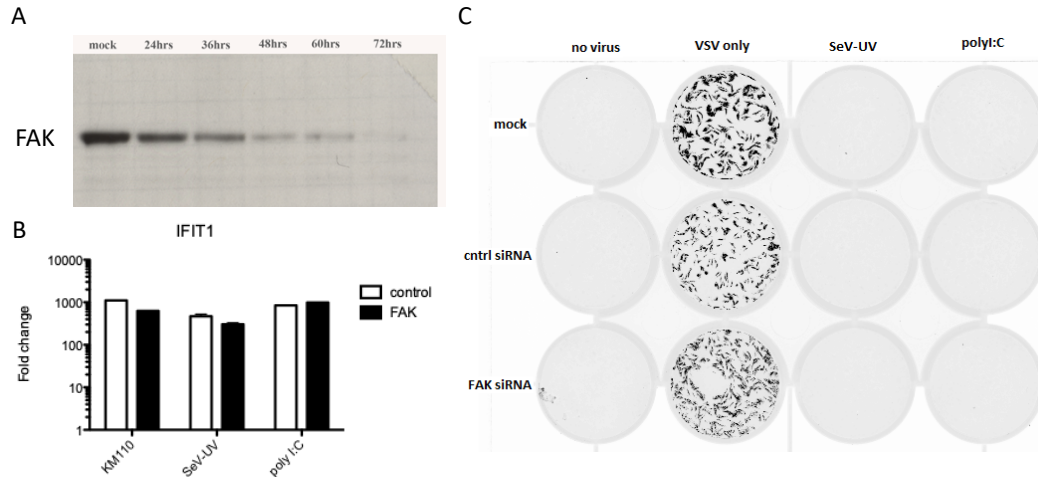 A
mock 24hrs 36hrs 48hrs 60hrs 72hrs
FAK
B
IFIT1
10000
1000
100
10
1
Fold change
KM110
SeV-UV
poly I:C
control
FAK
C
no virus VSV only SeV-UV polyI:C
mock
cntrl siRNA
FAK siRNA